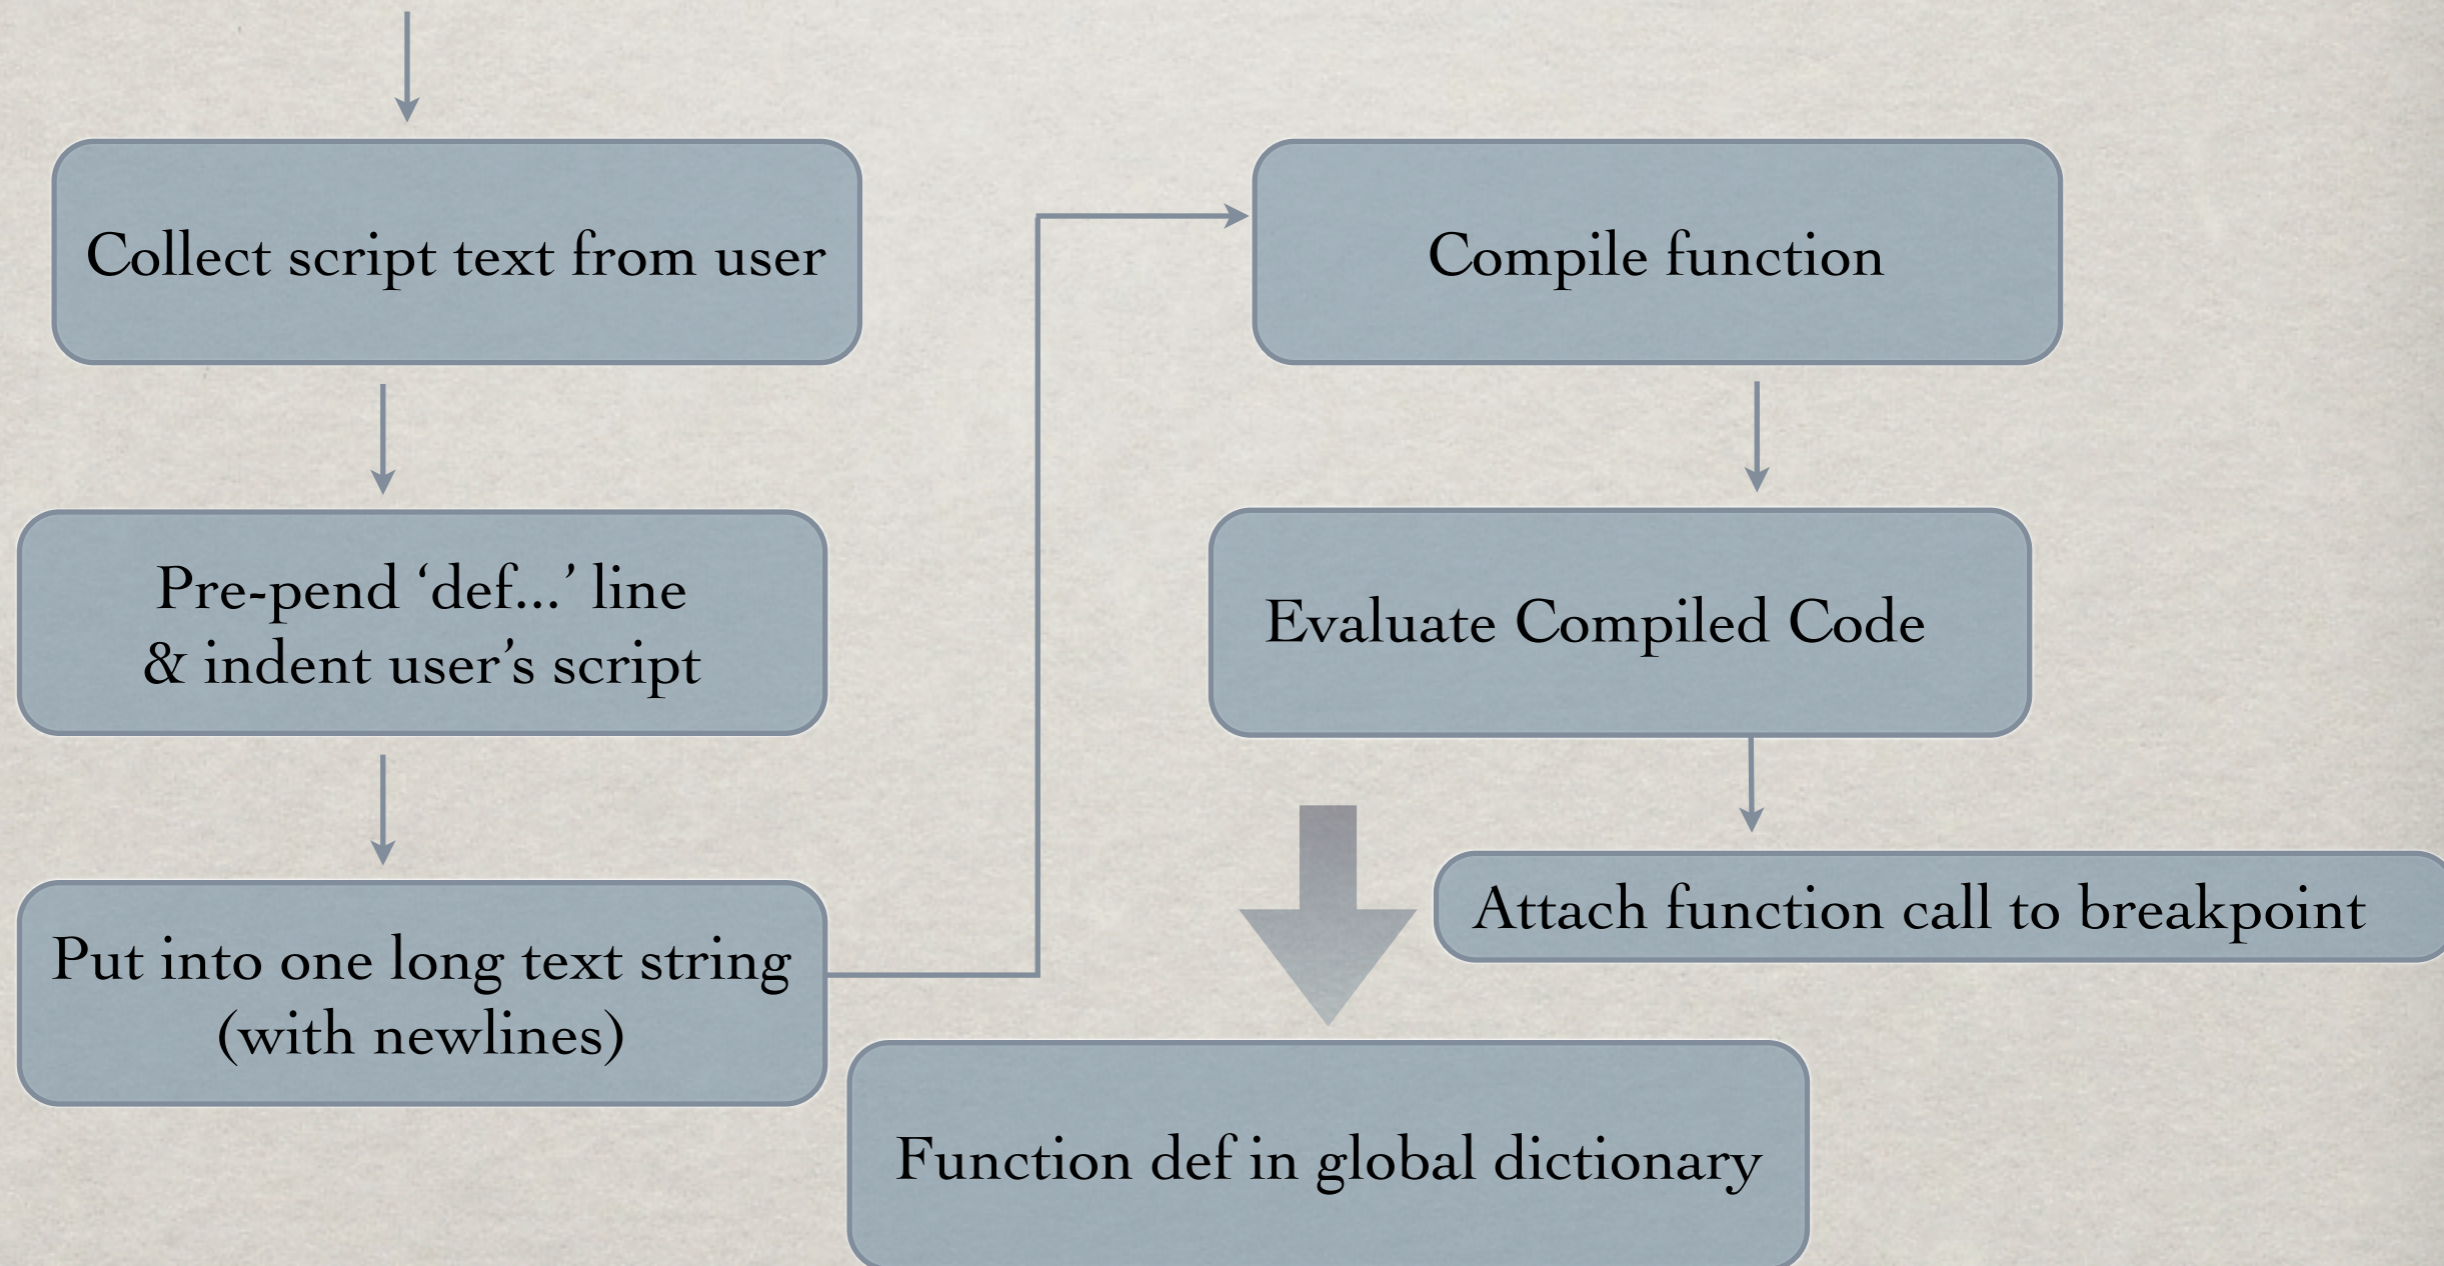 Collect script text from user
Pre-pend ‘def...’ line
& indent user’s script
Put into one long text string
(with newlines)
Compile function
Evaluate Compiled Code
Attach function call to breakpoint
Function def in global dictionary